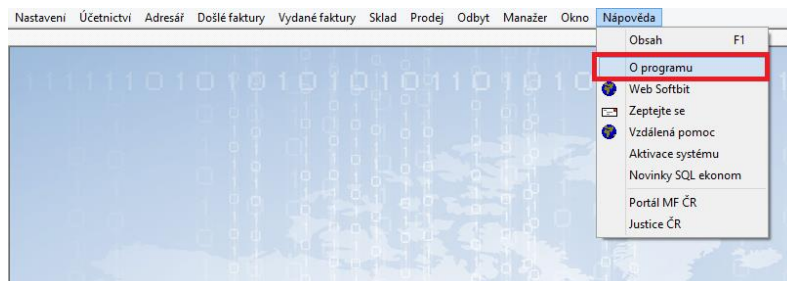 Nastavení Účetnictví Adresář Došlé faktury Vydané faktury Sklad Prodej Odbyt Manažer Okno Nápověda
Obsah F1
O programu
Web Softbit
Zeptejte se
Vzdálená pomoc
Aktivace systému
Novinky SQL ekonom
Portál MF ČR
Justice ČR